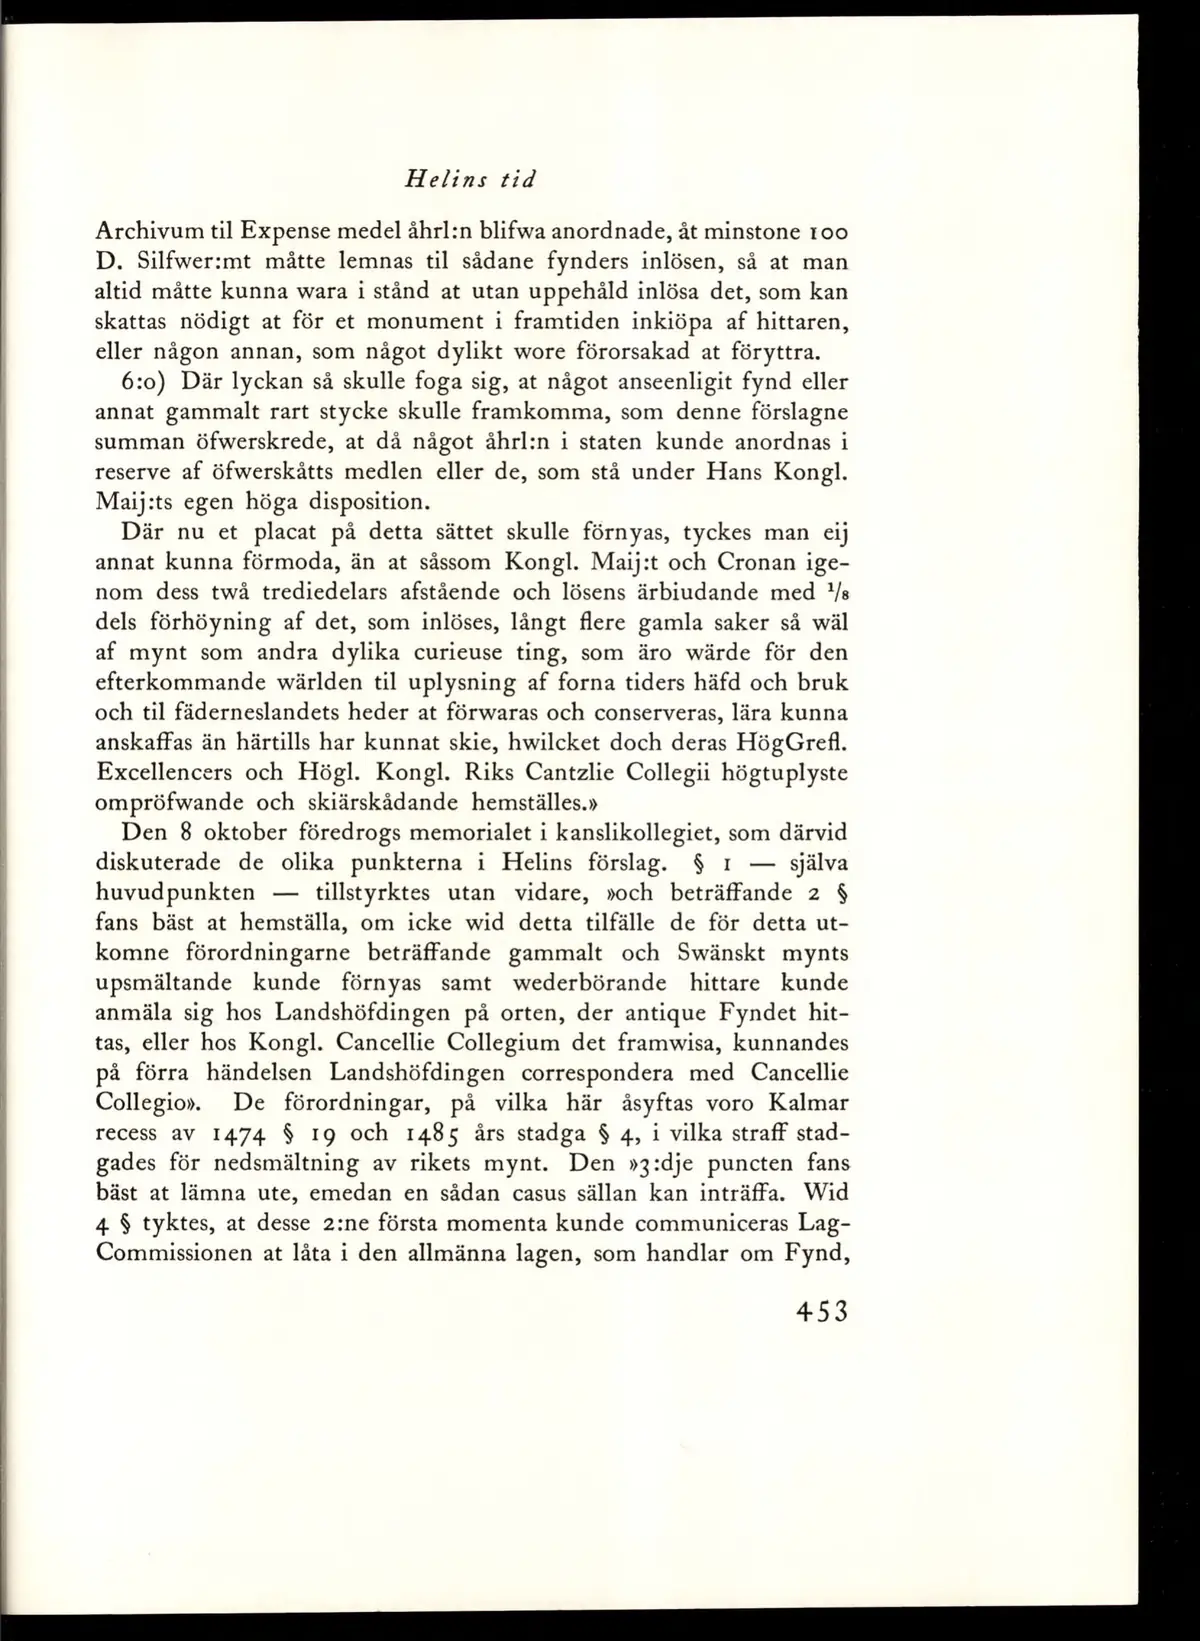 Helins tid
Archivum til Expense medel åhrl:n blifwa anordnade, åt minstone 100
D. Silfwer:mt måtte lemnas til sådane fynders inlösen, så at man
altid måtte kunna wara i stånd at utan uppehåld inlösa det, som kan
skattas nödigt at för et monument i framtiden inkiöpa af hittaren,
eller någon annan, som något dylikt wore förorsakad at föryttra.
6:o) Där lyckan så skulle foga sig, at något anseenligit fynd eller
annat gammalt rart stycke skulle framkomma, som denne förslagne
summan öfwerskrede, at då något åhrl:n i staten kunde anordnas i
reserve af öfwerskåtts medlen eller de, som stå under Hans Kongl.
Maij:ts egen höga disposition.
Där nu et placat på detta sättet skulle förnyas, tyckes man eij
annat kunna förmoda, än at såssom Kongl. Maij:t och Cronan ige-
nom dess twå trediedelars afstående och lösens ärbiudande med 1/8
dels förhöyning af det, som inlöses, långt flere gamla saker så wäl
af mynt som andra dylika curieuse ting, som äro wärde för den
efterkommande wärlden til uplysning af forna tiders häfd och bruk
och til fäderneslandets heder at förwaras och conserveras, lära kunna
anskaffas än härtills har kunnat skie, hwilcket doch deras HögGrefl.
Excellencers och Högl. Kongl. Riks Cantzlie Collegii högtuplyste
ompröfwande och skiärskådande hemställes.»
Den 8 oktober föredrogs memorialet i kanslikollegiet, som därvid
diskuterade de olika punkterna i Helins förslag. § 1 — själva
huvudpunkten — tillstyrktes utan vidare, »och beträffande 2 §
fans bäst at hemställa, om icke wid detta tilfälle de för detta ut-
komne förordningarne beträffande gammalt och Swänskt mynts
upsmältande kunde förnyas samt wederbörande hittare kunde
anmäla sig hos Landshöfdingen på orten, der antique Fyndet hit-
tas, eller hos Kongl. Cancellie Collegium det framwisa, kunnandes
på förra händelsen Landshöfdingen correspondera med Cancellie
Collegio». De förordningar, på vilka här åsyftas voro Kalmar
recess av 1474 § 19 och 1485 års stadga § 4, i vilka straff stad-
gades för nedsmältning av rikets mynt. Den »3:dje puncten fans
bäst at lämna ute, emedan en sådan casus sällan kan inträffa. Wid
4 § tyktes, at desse 2:ne första momenta kunde communiceras Lag-
Commissionen at låta i den allmänna lagen, som handlar om Fynd,
453